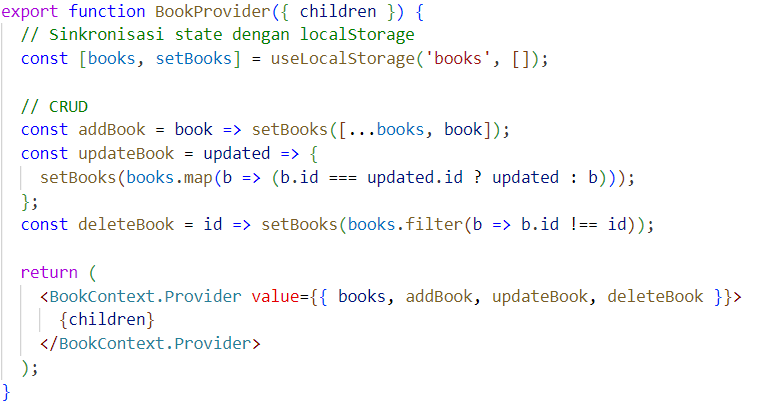 export function BookProvider({ children }) {
  // Sinkronisasi state dengan localStorage
  const [books, setBooks] = useLocalStorage('books', []);

  // CRUD
  const addBook = book => setBooks([...books, book]);
  const updateBook = updated => {
    setBooks(books.map(b => (b.id === updated.id ? updated : b)));
  };
  const deleteBook = id => setBooks(books.filter(b => b.id !== id));

  return (
    <BookContext.Provider value={{ books, addBook, updateBook, deleteBook }}>
      {children}
    </BookContext.Provider>
  );
}